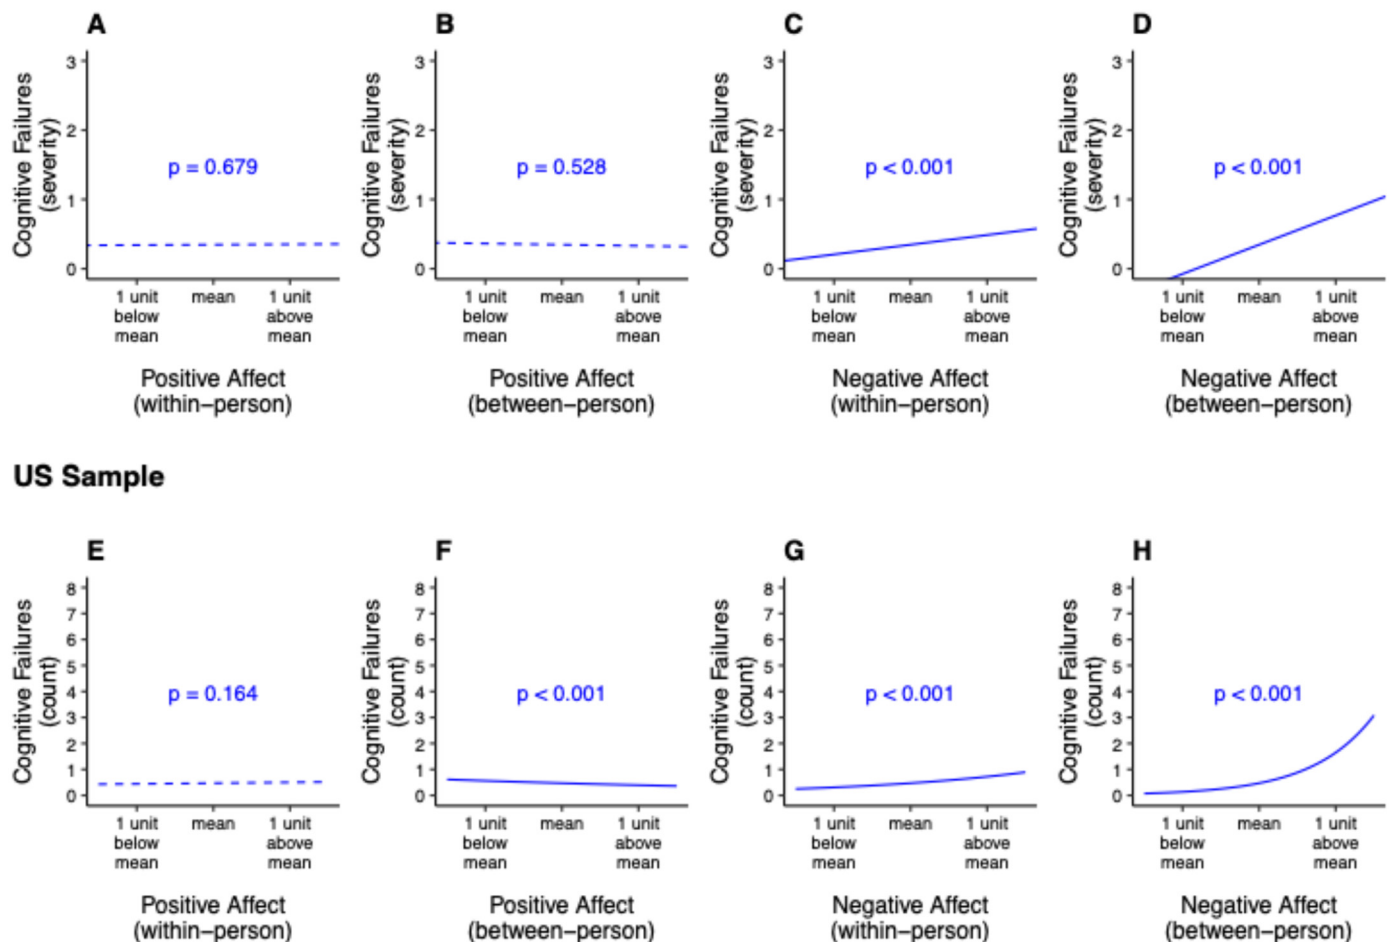 A
B
C
D
Cognitive Failures
(severity)
3
2
1
0
p = 0.679
1 unit
below
mean
mean
1 unit
above
mean
Positive Affect
(within–person)
Cognitive Failures
(severity)
3
2
1
0
p = 0.528
1 unit
below
mean
mean
1 unit
above
mean
Positive Affect
(between–person)
Cognitive Failures
(severity)
3
2
1
0
p < 0.001
1 unit
below
mean
mean
1 unit
above
mean
Negative Affect
(within–person)
Cognitive Failures
(severity)
3
2
1
0
p < 0.001
1 unit
below
mean
mean
1 unit
above
mean
Negative Affect
(between–person)
US Sample
E
F
G
H
Cognitive Failures
(count)
8
7
6
5
4
3
2
1
0
p = 0.164
1 unit
below
mean
mean
1 unit
above
mean
Positive Affect
(within–person)
Cognitive Failures
(count)
8
7
6
5
4
3
2
1
0
p < 0.001
1 unit
below
mean
mean
1 unit
above
mean
Positive Affect
(between–person)
Cognitive Failures
(count)
8
7
6
5
4
3
2
1
0
p < 0.001
1 unit
below
mean
mean
1 unit
above
mean
Negative Affect
(within–person)
Cognitive Failures
(count)
8
7
6
5
4
3
2
1
0
p < 0.001
1 unit
below
mean
mean
1 unit
above
mean
Negative Affect
(between–person)